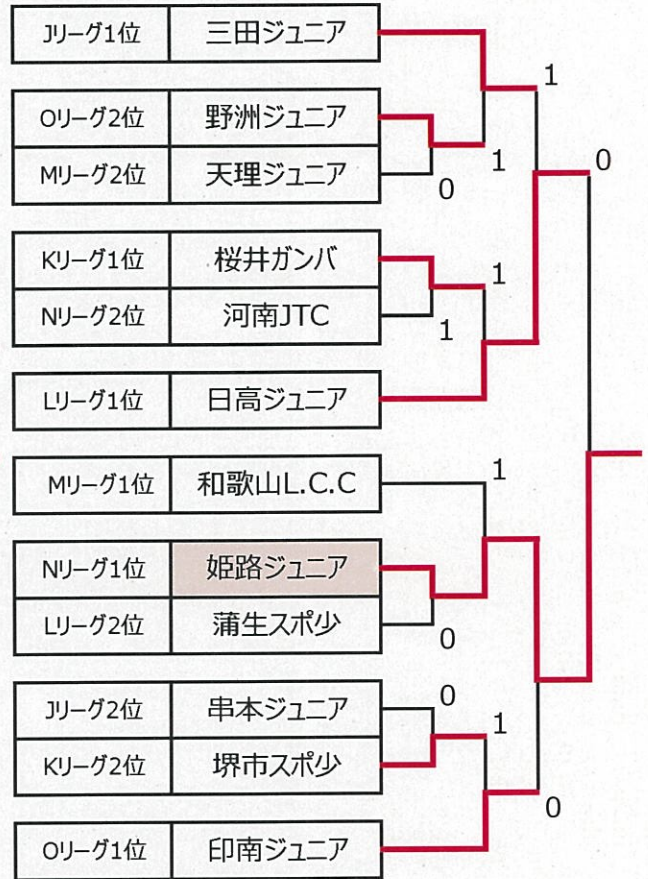 Jリーグ1位 三田ジュニア
1
Oリーグ2位 野洲ジュニア
1
0
Mリーグ2位 天理ジュニア
0
Kリーグ1位 桜井ガンバ
1
Nリーグ2位 河南JTC
1
Lリーグ1位 日高ジュニア
Mリーグ1位 和歌山L.C.C
1
Nリーグ1位 姫路ジュニア
Lリーグ2位 蒲生スポ少
0
Jリーグ2位 串本ジュニア
0
1
Kリーグ2位 堺市スポ少
0
Oリーグ1位 印南ジュニア